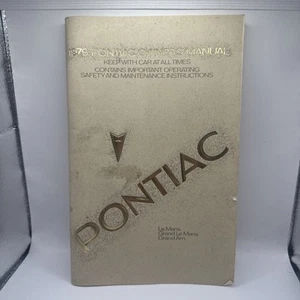 1978 PONTIAC OWNER'S MANUAL
KEEP WITH CAR AT ALL TIMES
CONTAINS IMPORTANT OPERATING,
SAFETY AND MAINTENANCE INSTRUCTIONS
PONTIAC
Le Mans
Grand Le Mans
Grand Am